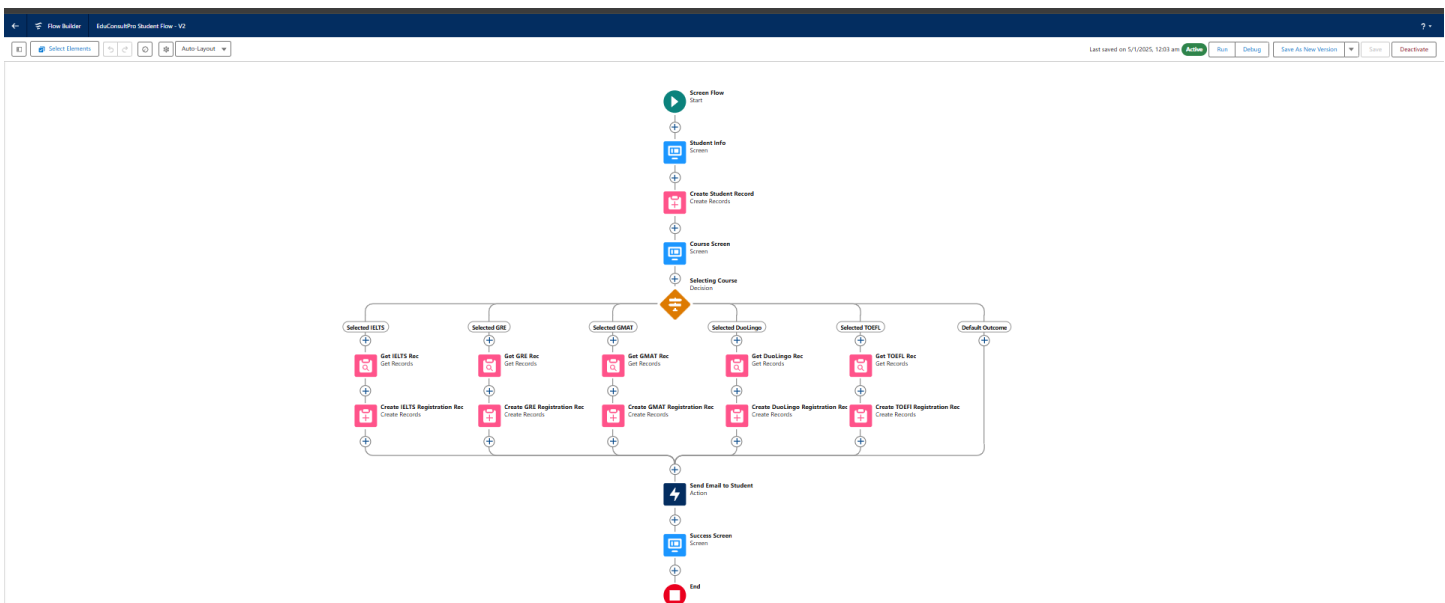 Flow Builder
EduConsultPro Student Flow - V2
?
Select Elements
Auto-Layout
Last saved on 5/1/2025, 12:03 am
Active
Run
Debug
Save As New Version
Save
Deactivate
Screen Flow
Start
Student Info
Screen
Create Student Record
Create Records
Course Screen
Screen
Selecting Course
Decision
Selected IELTS
Selected GRE
Selected GMAT
Selected DuoLingo
Selected TOEFL
Default Outcome
Get IELTS Rec
Get Records
Get GRE Rec
Get Records
Get GMAT Rec
Get Records
Get DuoLingo Rec
Get Records
Get TOEFL Rec
Get Records
Create IELTS Registration Rec
Create Records
Create GRE Registration Rec
Create Records
Create GMAT Registration Rec
Create Records
Create DuoLingo Registration Rec
Create Records
Create TOEFl Registration Rec
Create Records
Send Email to Student
Action
Success Screen
Screen
End